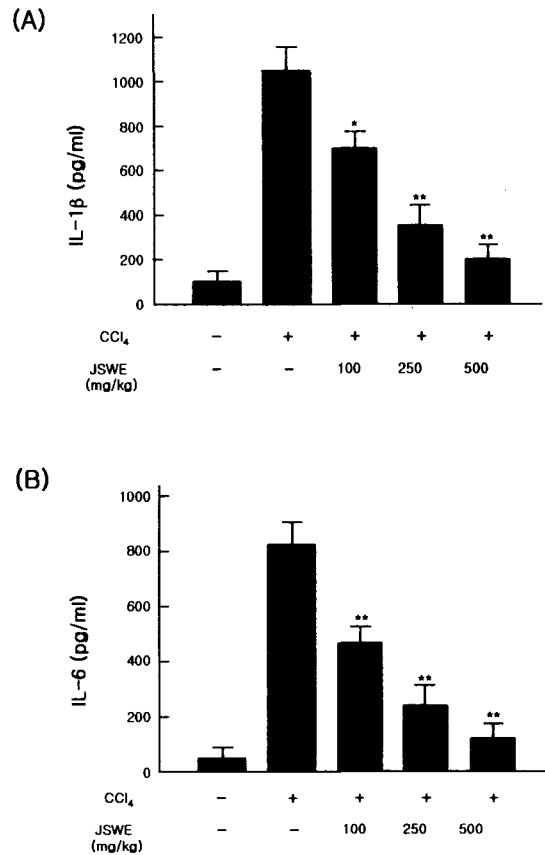 (A)
1200
1000
800
600
400
200
0
IL-1β (pg/ml)
*
**
**
CCl₄ − + + + +
JSWE (mg/kg) − − 100 250 500
(B)
1000
800
600
400
200
0
IL-6 (pg/ml)
**
**
**
CCl₄ − + + + +
JSWE (mg/kg) − − 100 250 500